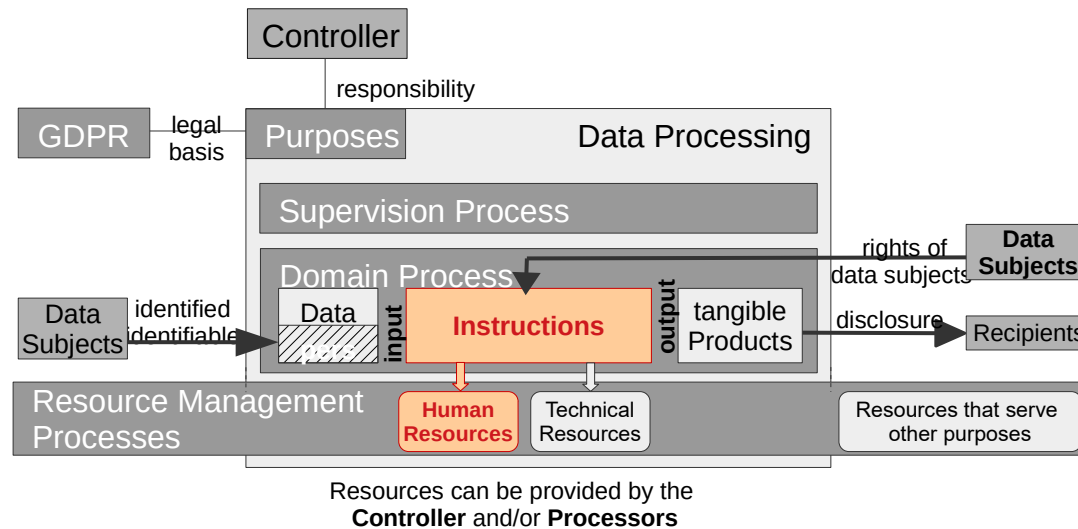 Controller
responsibility
GDPR
legal
basis
Purposes
Data Processing
Supervision Process
Domain Process
rights of
data subjects
Data
Subjects
Data
Subjects
identified
identifiable
Data
input
Instructions
output
tangible
Products
disclosure
Recipients
Resource Management
Processes
Human
Resources
Technical
Resources
Resources that serve
other purposes
Resources can be provided by the
Controller and/or Processors